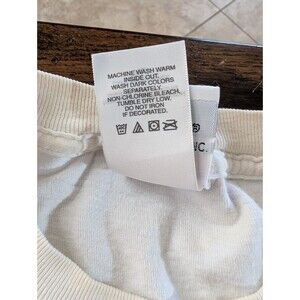 MACHINE WASH WARM
INSIDE OUT.
WASH DARK COLORS
SEPARATELY.
NON-CHLORINE BLEACH,
TUMBLE DRY LOW.
DO NOT IRON
IF DECORATED.
®
C.